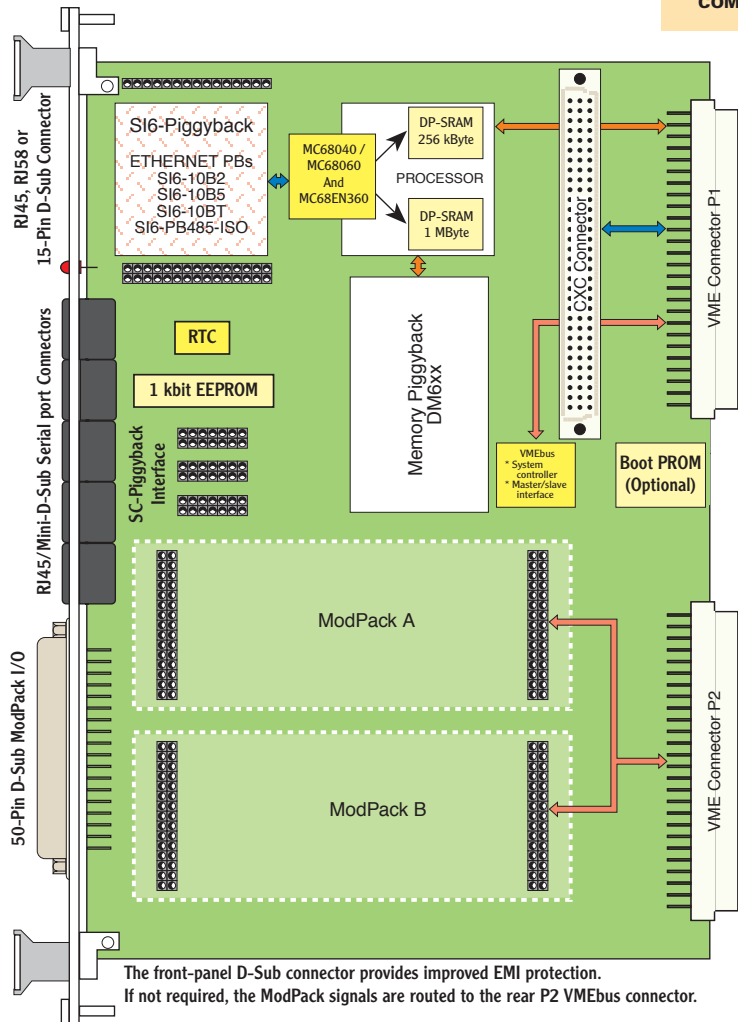 COM
RJ45, RJ58 or
15-Pin D-Sub Connector
SI6-Piggyback
ETHERNET PBs
SI6-10B2
SI6-10B5
SI6-10BT
SI6-PB485-ISO
MC68040 /
MC68060
And
MC68EN360
DP-SRAM
256 kByte
PROCESSOR
DP-SRAM
1 MByte
CXC Connector
VME Connector P1
RJ45/Mini-D-Sub Serial port Connectors
RTC
1 kbit EEPROM
SC-Piggyback
Interface
Memory Piggyback
DM6xx
VMEbus
* System
controller
* Master/slave
interface
Boot PROM
(Optional)
50-Pin D-Sub ModPack I/O
ModPack A
ModPack B
VME Connector P2
The front-panel D-Sub connector provides improved EMI protection.
If not required, the ModPack signals are routed to the rear P2 VMEbus connector.